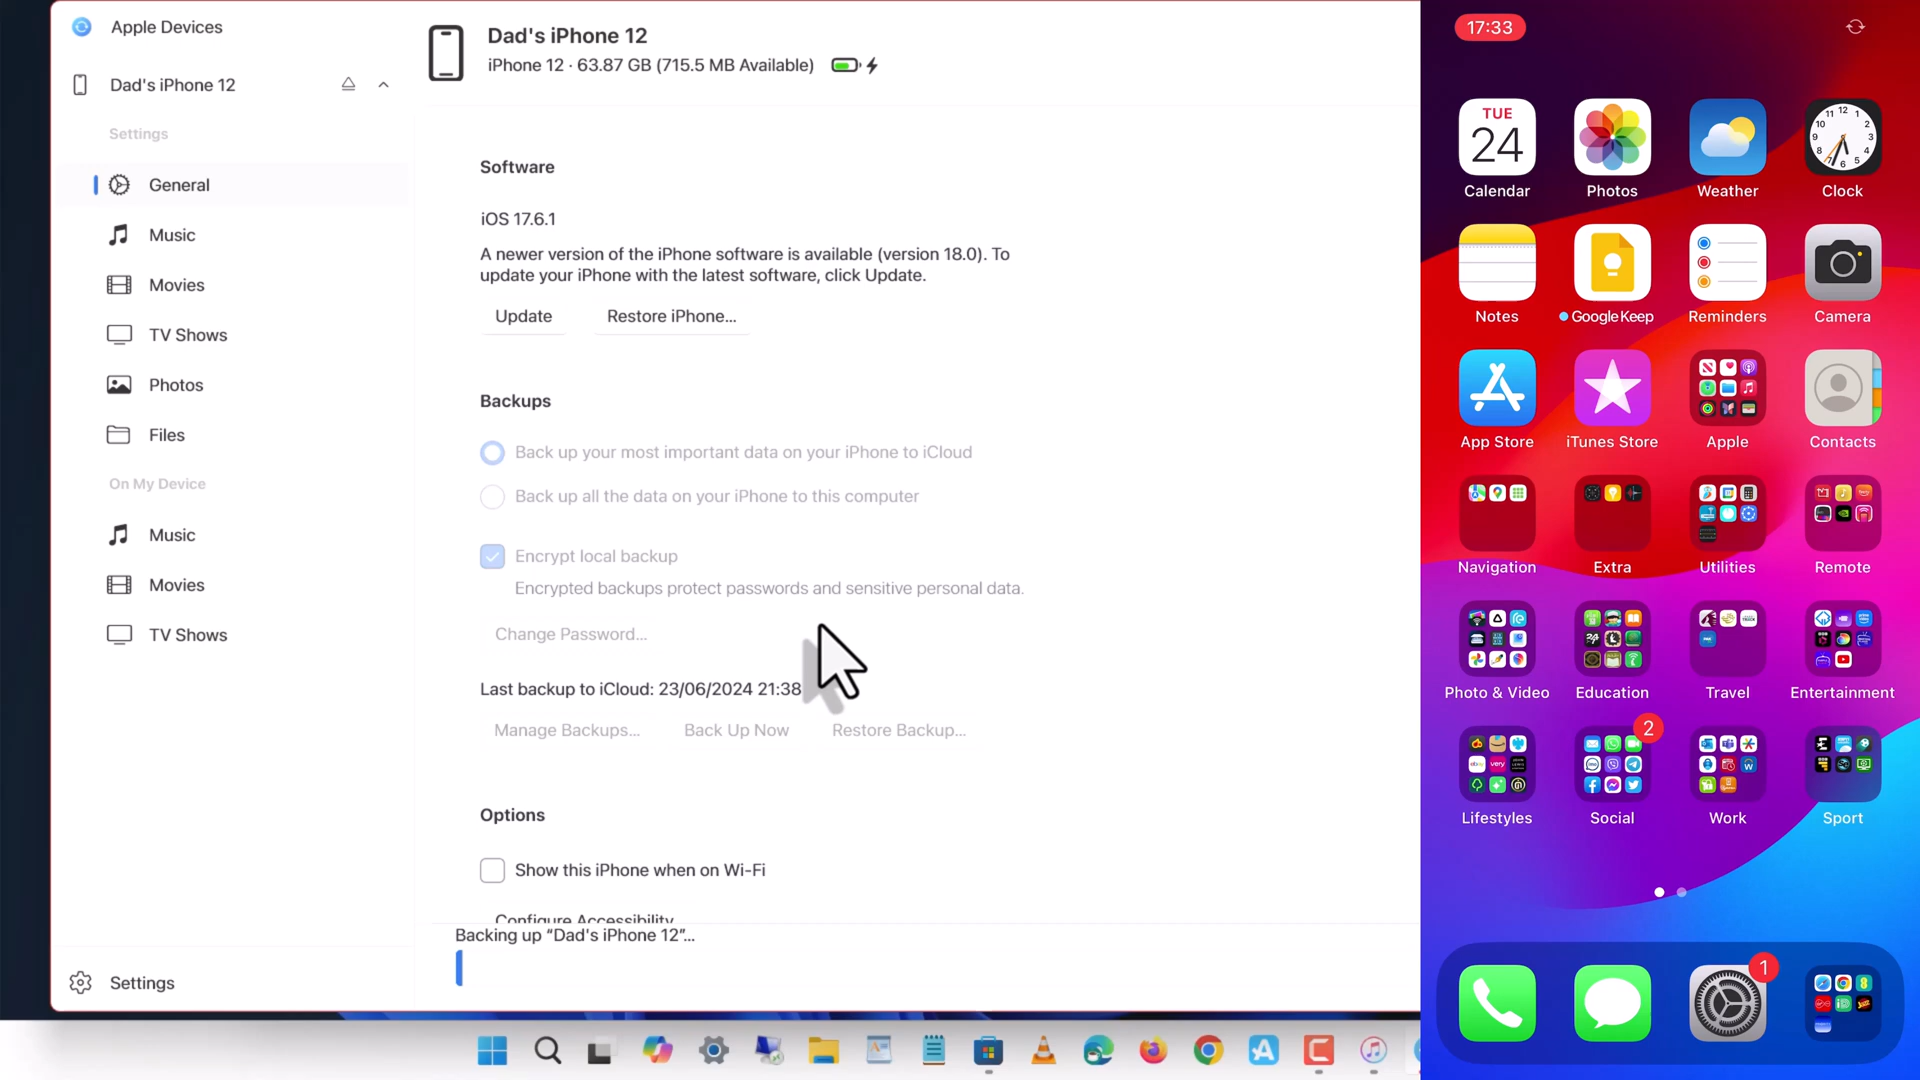 Apple Devices
Dad's iPhone 12
Settings
General
Music
Movies
TV Shows
Photos
Files
On My Device
Music
Movies
TV Shows
Settings
Dad's iPhone 12
iPhone 12 · 63.87 GB (715.5 MB Available)
Software
iOS 17.6.1
A newer version of the iPhone software is available (version 18.0). To
update your iPhone with the latest software, click Update.
Update
Restore iPhone...
Backups
Back up your most important data on your iPhone to iCloud
Back up all the data on your iPhone to this computer
Encrypt local backup
Encrypted backups protect passwords and sensitive personal data.
Change Password...
Last backup to iCloud: 23/06/2024 21:38
Manage Backups...
Back Up Now
Restore Backup...
Options
Show this iPhone when on Wi-Fi
Configure Accessibility
Backing up “Dad's iPhone 12”...
17:33
TUE
24
Calendar
Photos
Weather
Clock
Notes
Google Keep
Reminders
Camera
App Store
iTunes Store
Apple
Contacts
Navigation
Extra
Utilities
Remote
Photo & Video
Education
Travel
Entertainment
2
Lifestyles
Social
Work
Sport
1